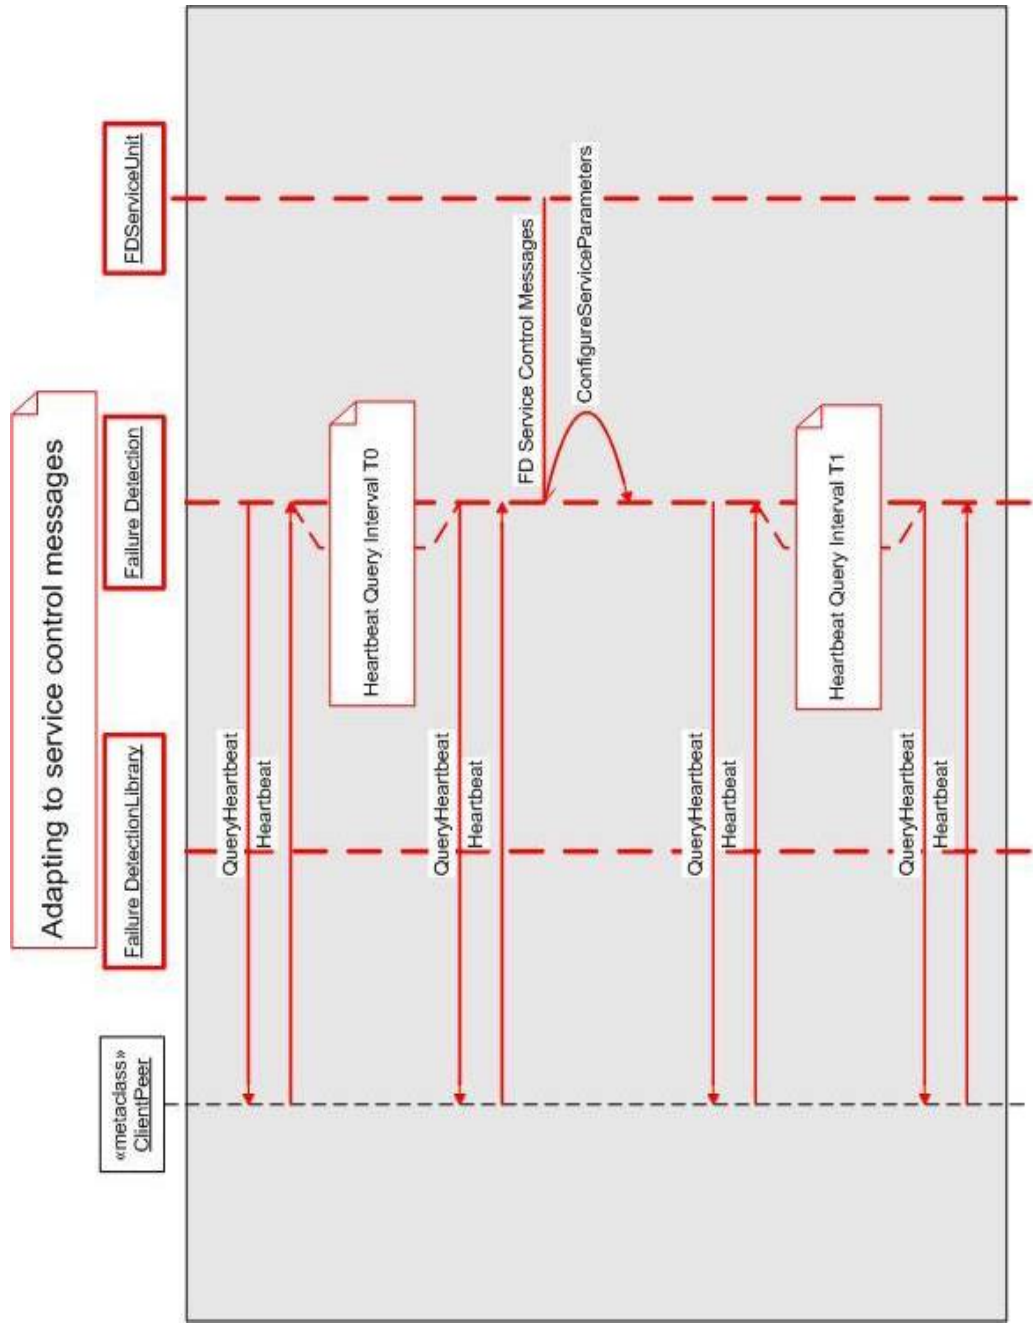 Adapting to service control messages
«metaclass»
ClientPeer
Failure DetectionLibrary
Failure Detection
FDServiceUnit
QueryHeartbeat
Heartbeat
Heartbeat Query Interval T0
QueryHeartbeat
Heartbeat
FD Service Control Messages
ConfigureServiceParameters
QueryHeartbeat
Heartbeat
Heartbeat Query Interval T1
QueryHeartbeat
Heartbeat